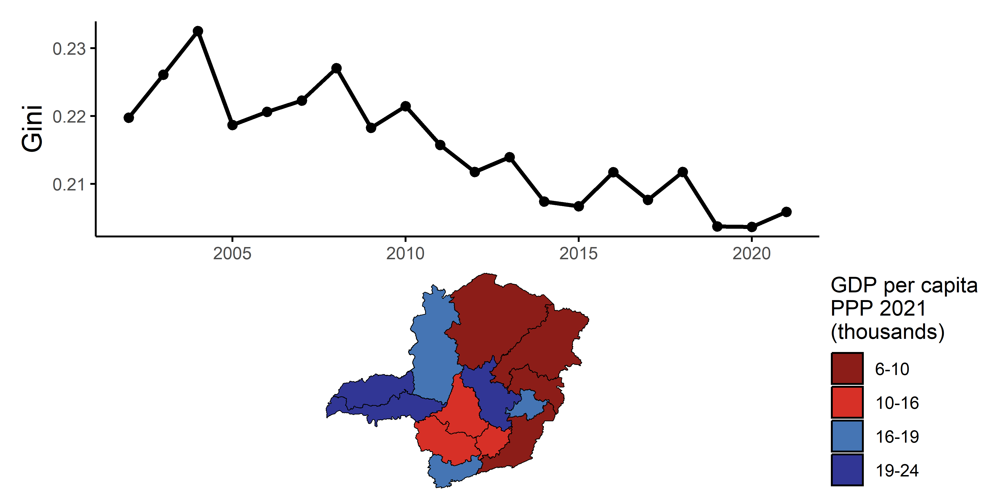 Gini
0.23
0.22
0.21
2005 2010 2015 2020
GDP per capita
PPP 2021
(thousands)
6-10
10-16
16-19
19-24